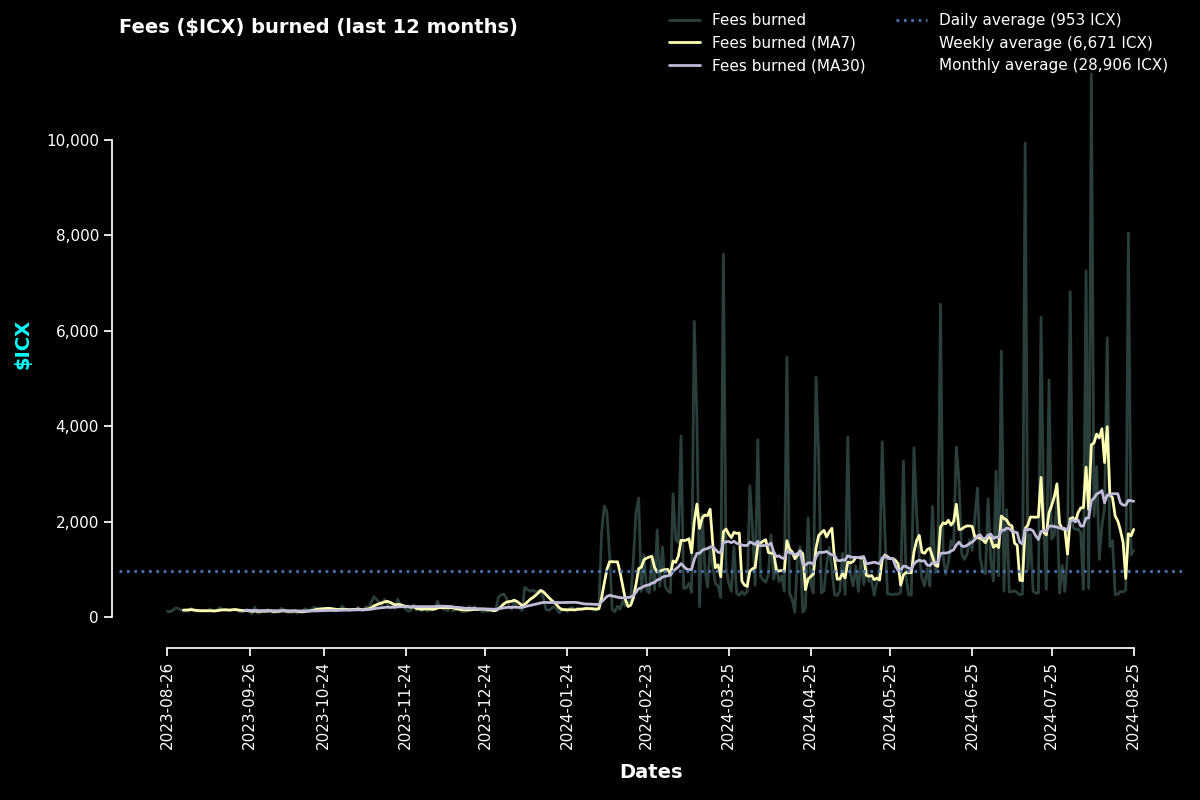 Fees ($ICX) burned (last 12 months)
Fees burned
Fees burned (MA7)
Fees burned (MA30)
Daily average (953 ICX)
Weekly average (6,671 ICX)
Monthly average (28,906 ICX)
10,000
8,000
6,000
4,000
2,000
0
$ICX
2023-08-26
2023-09-26
2023-10-24
2023-11-24
2023-12-24
2024-01-24
2024-02-23
2024-03-25
2024-04-25
2024-05-25
2024-06-25
2024-07-25
2024-08-25
Dates